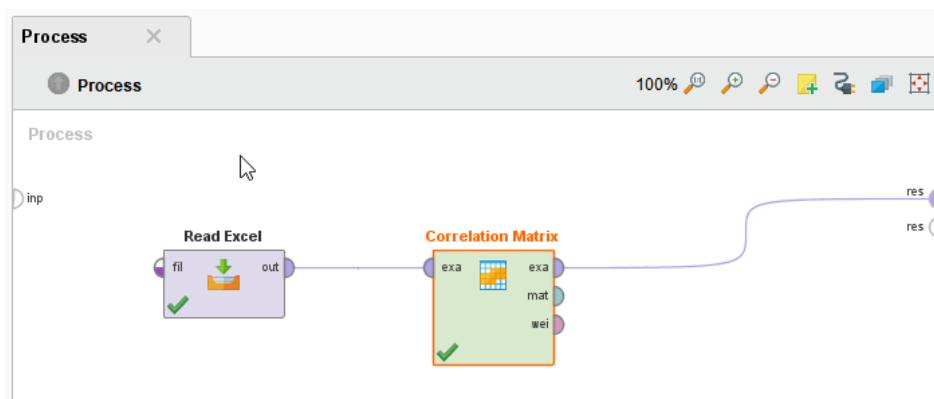 Process
Process
100%
Process
inp
res
res
Read Excel
Correlation Matrix
fil
out
exa
exa
mat
wei